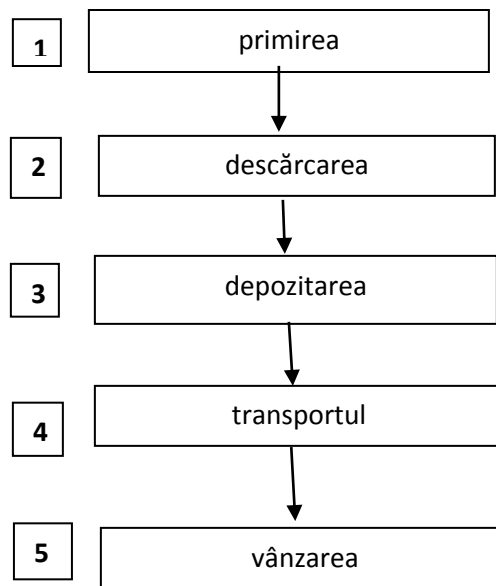 1 primirea
2 descărcarea
3 depozitarea
4 transportul
5 vânzarea